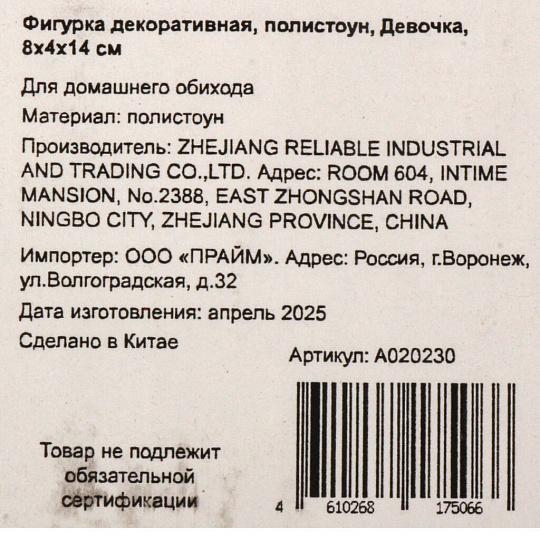 Фигурка декоративная, полистоун, Девочка,
8х4х14 см
Для домашнего обихода
Материал: полистоун
Производитель: ZHEJIANG RELIABLE INDUSTRIAL
AND TRADING CO.,LTD. Адрес: ROOM 604, INTIME
MANSION, No.2388, EAST ZHONGSHAN ROAD,
NINGBO CITY, ZHEJIANG PROVINCE, CHINA
Импортер: ООО «ПРАЙМ». Адрес: Россия, г.Воронеж,
ул.Волгоградская, д.32
Дата изготовления: апрель 2025
Сделано в Китае
Артикул: A020230
Товар не подлежит
обязательной
сертификации
4 610268 175066